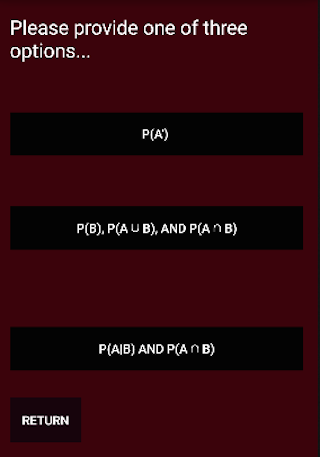 Please provide one of three
options...
P(A')
P(B), P(A ∪ B), AND P(A ∩ B)
P(A|B) AND P(A ∩ B)
RETURN